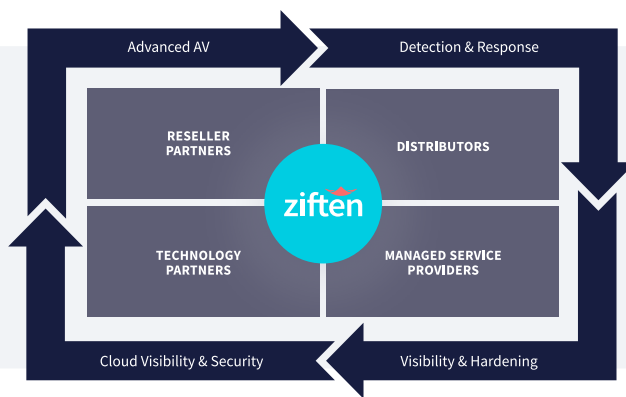 Advanced AV
Detection & Response
RESELLER
PARTNERS
DISTRIBUTORS
ziften
TECHNOLOGY
PARTNERS
MANAGED SERVICE
PROVIDERS
Cloud Visibility & Security
Visibility & Hardening